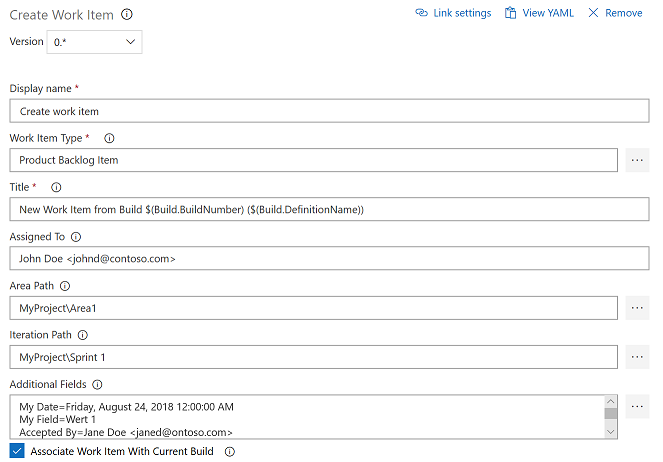 Create Work Item
Link settings View YAML Remove
Version 0.*
Display name *
Create work item
Work Item Type *
Product Backlog Item
Title *
New Work Item from Build $(Build.BuildNumber) ($(Build.DefinitionName))
Assigned To
John Doe <johnd@contoso.com>
Area Path
MyProject\Area1
Iteration Path
MyProject\Sprint 1
Additional Fields
My Date=Friday, August 24, 2018 12:00:00 AM
My Field=Wert 1
Accepted By=Jane Doe <janed@ontoso.com>
Associate Work Item With Current Build